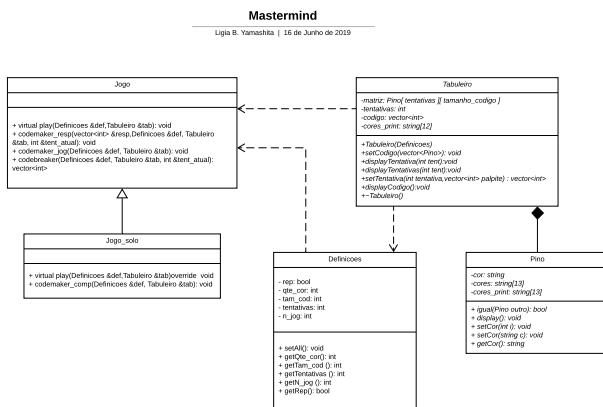 Mastermind
Ligia B. Yamashita | 16 de Junho de 2019
Jogo
+ virtual play(Definicoes &def,Tabuleiro &tab): void
+ codemaker_resp(vector<int> &resp,Definicoes &def, Tabuleiro
&tab, int &tent_atual): void
+ codemaker_jog(Definicoes &def, Tabuleiro &tab): void
+ codebreaker(Definicoes &def, Tabuleiro &tab, int &tent_atual):
vector<int>
Tabuleiro
-matriz: Pino[ tentativas ][ tamanho_codigo ]
-tentativas: int
-codigo: vector<int>
-cores_print: string[12]
+Tabuleiro(Definicoes)
+setCodigo(vector<Pino>): void
+displayTentativa(int tent):void
+displayTentativas(int tent):void
+setTentativa(int tentativa,vector<int> palpite) : vector<int>
+displayCodigo():void
+~Tabuleiro()
Jogo_solo
+ virtual play(Definicoes &def,Tabuleiro &tab)override void
+ codemaker_comp(Definicoes &def, Tabuleiro &tab): void
Definicoes
- rep: bool
- qte_cor: int
- tam_cod: int
- tentativas: int
- n_jog: int
+ setAll(): void
+ getQte_cor(): int
+ getTam_cod (): int
+ getTentativas (): int
+ getN_jog (): int
+ getRep(): bool
Pino
-cor: string
-cores: string[13]
-cores_print: string[13]
+ igual(Pino outro): bool
+ display(): void
+ setCor(int i): void
+ setCor(string c): void
+ getCor(): string